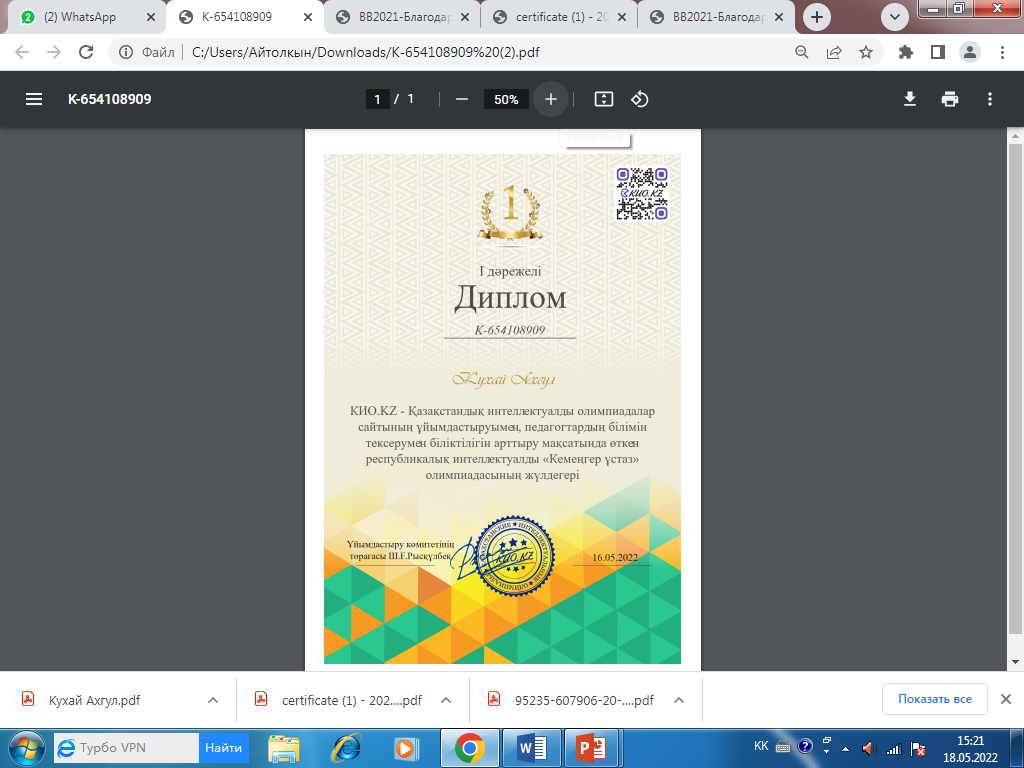 (2) WhatsApp
K-654108909
BB2021-Благодар
certificate (1) - 20
BB2021-Благодар
Файл
C:/Users/Айтолкын/Downloads/K-654108909%20(2).pdf
K-654108909
1 / 1
50%
КИО.KZ
1
І дәрежелі
Диплом
K-654108909
Кухай Ахгул
КИО.KZ - Қазақстандық интеллектуалды олимпиадалар
сайтының ұйымдастыруымен, педагогтардың білімін
тексерумен біліктілігін арттыру мақсатында өткен
республикалық интеллектуалды «Кемеңгер ұстаз»
олимпиадасының жүлдегері
Ұйымдастыру комитетінің
төрағасы Ш.Ғ.Рысқұлбек
КИО.KZ
16.05.2022
Кухай Ахгул.pdf
certificate (1) - 202....pdf
95235-607906-20-....pdf
Показать все
Турбо VPN
Найти
KK
15:21
18.05.2022